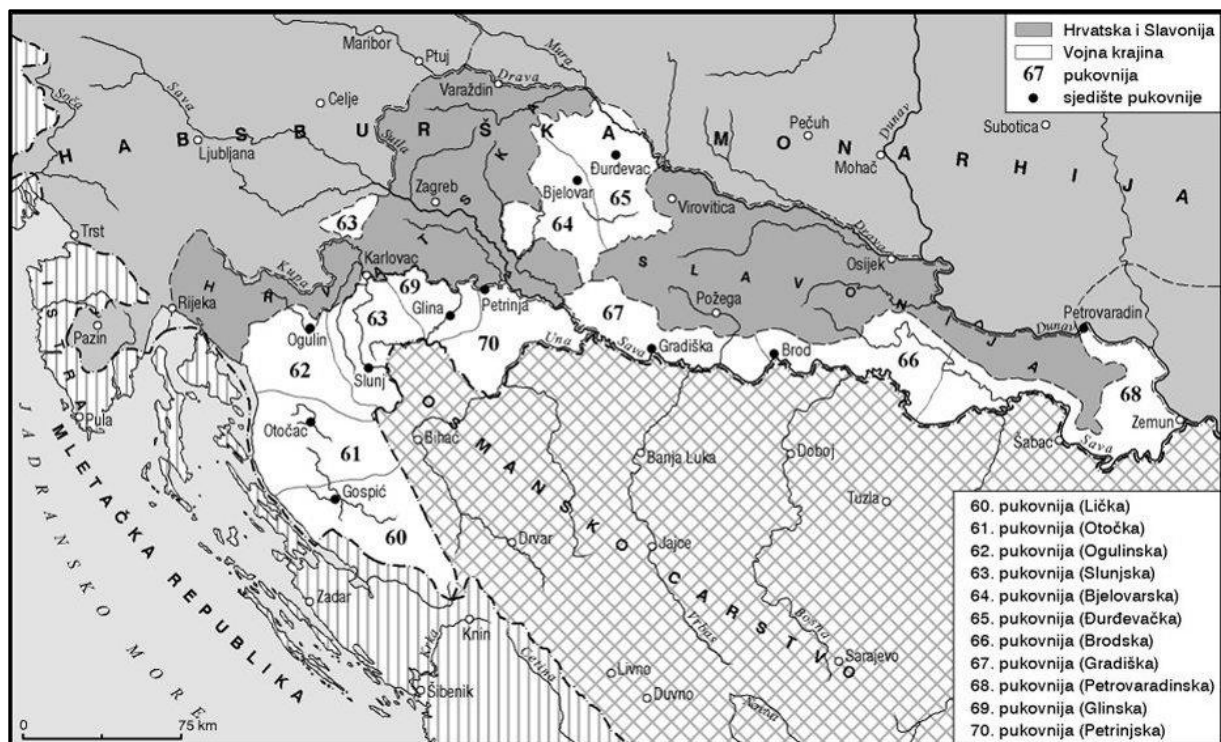 Hrvatska i Slavonija
Vojna krajina
67 pukovnija
sjedište pukovnije
HABSBURŠKA MONARHIJA
Maribor
Ptuj
Mura
Drava
Varaždin
Soča
Sava
Celje
Sutla
Ljubljana
Zagreb
Đurđevac
Bjelovar
65
64
Pečuh
Mohač
Dunav
Subotica
Virovitica
Drava
Osijek
63
Trst
Karlovac
Kupa
HRVATSKA
SLAVONIJA
Rijeka
ISTRA
Pazin
Pula
69
Glina
Petrinja
63
Ogulin
62
Slunj
70
67
Požega
Una
Sava
Gradiška
Brod
66
Dunav
Petrovaradin
68
Zemun
Šabac
Sava
Otočac
61
Gospić
60
Bihać
OSMANSKO CARSTVO
Banja Luka
Doboj
Tuzla
Drvar
Jajce
Vrbas
Bosna
Sarajevo
Zadar
Knin
Krka
Cetina
Šibenik
Livno
Duvno
Neretva
JADRANSKO MORE
MLETAČKA REPUBLIKA
0 75 km
60. pukovnija (Lička)
61. pukovnija (Otočka)
62. pukovnija (Ogulinska)
63. pukovnija (Slunjska)
64. pukovnija (Bjelovarska)
65. pukovnija (Đurđevačka)
66. pukovnija (Brodska)
67. pukovnija (Gradiška)
68. pukovnija (Petrovaradinska)
69. pukovnija (Glinska)
70. pukovnija (Petrinjska)